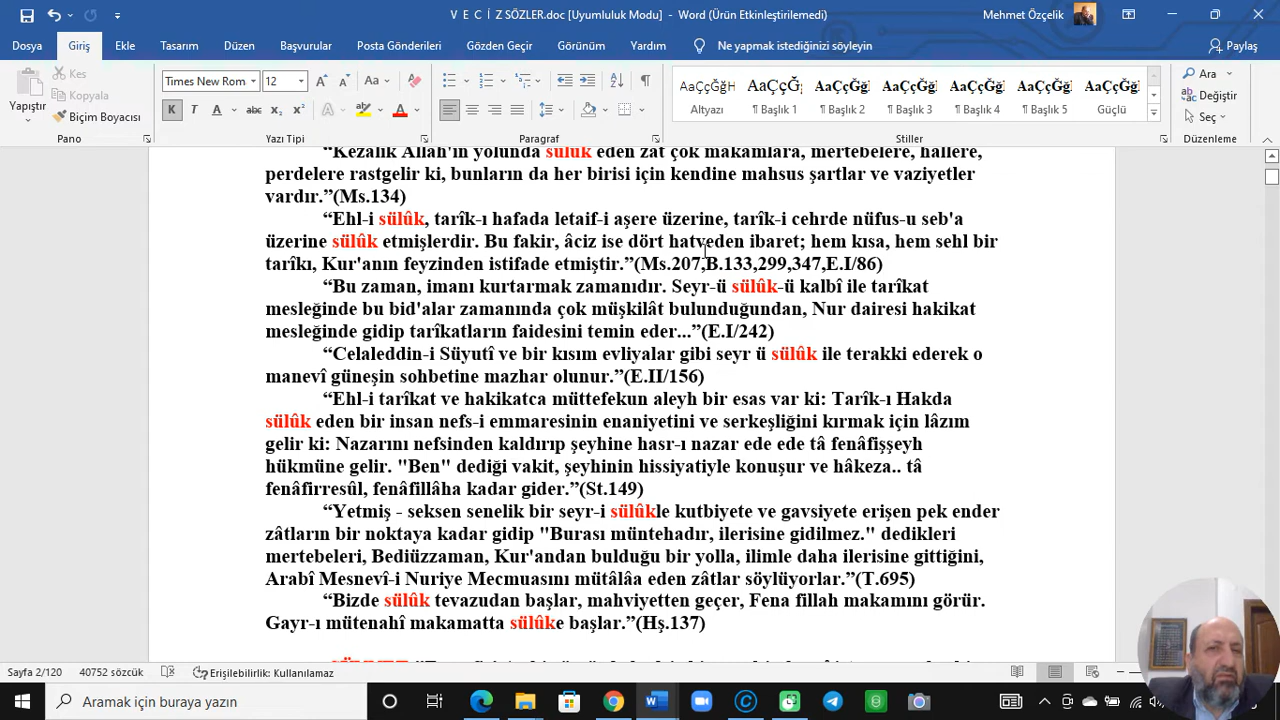 V E C İ Z SÖZLER.doc [Uyumluluk Modu] - Word (Ürün Etkinleştirilemedi)
Mehmet Özçelik
Dosya Giriş Ekle Tasarım Düzen Başvurular Posta Gönderileri Gözden Geçir Görünüm Yardım Ne yapmak istediğinizi söyleyin Paylaş
Yapıştır
Kes
Kopyala
Biçim Boyacısı
Times New Rom 12
AaÇçĞğH AaÇçĞ AaÇçĞğ AaÇçĞğ AaÇçĞğ AaÇçĞğ AaÇçĞğ
Altyazı ¶ Başlık 1 ¶ Başlık 2 ¶ Başlık 3 ¶ Başlık 4 ¶ Başlık 5 Güçlü
Ara
Değiştir
Seç
Pano Yazı Tipi Paragraf Stiller Düzenleme
“Kezalik Allah'ın yolunda sülûk eden zât çok makamlara, mertebelere, hallere,
perdelere rastgelir ki, bunların da her birisi için kendine mahsus şartlar ve vaziyetler
vardır.”(Ms.134)
“Ehl-i sülûk, tarîk-ı hafada letaif-i aşere üzerine, tarîk-i cehrde nüfus-u seb'a
üzerine sülûk etmişlerdir. Bu fakir, âciz ise dört hatveden ibaret; hem kısa, hem sehl bir
tarîkı, Kur'anın feyzinden istifade etmiştir.”(Ms.207,B.133,299,347,E.I/86)
“Bu zaman, imanı kurtarmak zamanıdır. Seyr-ü sülûk-ü kalbî ile tarîkat
mesleğinde bu bid'alar zamanında çok müşkilât bulunduğundan, Nur dairesi hakikat
mesleğinde gidip tarîkatların faidesini temin eder...”(E.I/242)
“Celaleddin-i Süyutî ve bir kısım evliyalar gibi seyr ü sülûk ile terakki ederek o
manevî güneşin sohbetine mazhar olunur.”(E.II/156)
“Ehl-i tarîkat ve hakikatca müttefekun aleyh bir esas var ki: Tarîk-ı Hakda
sülûk eden bir insan nefs-i emmaresinin enaniyetini ve serkeşliğini kırmak için lâzım
gelir ki: Nazarını nefsinden kaldırıp şeyhine hasr-ı nazar ede ede tâ fenâfişşeyh
hükmüne gelir. "Ben" dediği vakit, şeyhinin hissiyatiyle konuşur ve hâkeza.. tâ
fenâfirresûl, fenâfillâha kadar gider.”(St.149)
“Yetmiş - seksen senelik bir seyr-i sülûkle kutbiyete ve gavsiyete erişen pek ender
zâtların bir noktaya kadar gidip "Burası müntehadır, ilerisine gidilmez." dedikleri
mertebeleri, Bediüzzaman, Kur'andan bulduğu bir yolla, ilimle daha ilerisine gittiğini,
Arabî Mesnevî-i Nuriye Mecmuasını mütâlâa eden zâtlar söylüyorlar.”(T.695)
“Bizde sülûk tevazudan başlar, mahviyetten geçer, Fena fillah makamını görür.
Gayr-ı mütenahî makamatta sülûke başlar.”(Hş.137)
Sayfa 2/120 40752 sözcük Erişilebilirlik: Kullanılamaz
Aramak için buraya yazın